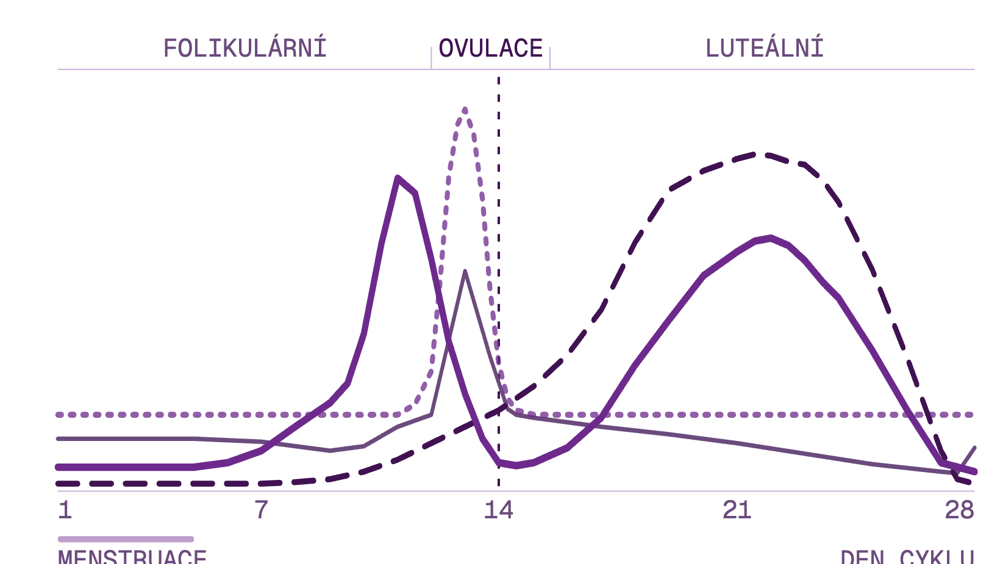 FOLIKULÁRNÍ OVULACE LUTEÁLNÍ
1 7 14 21 28
MENSTRUACE DEN CYKLU